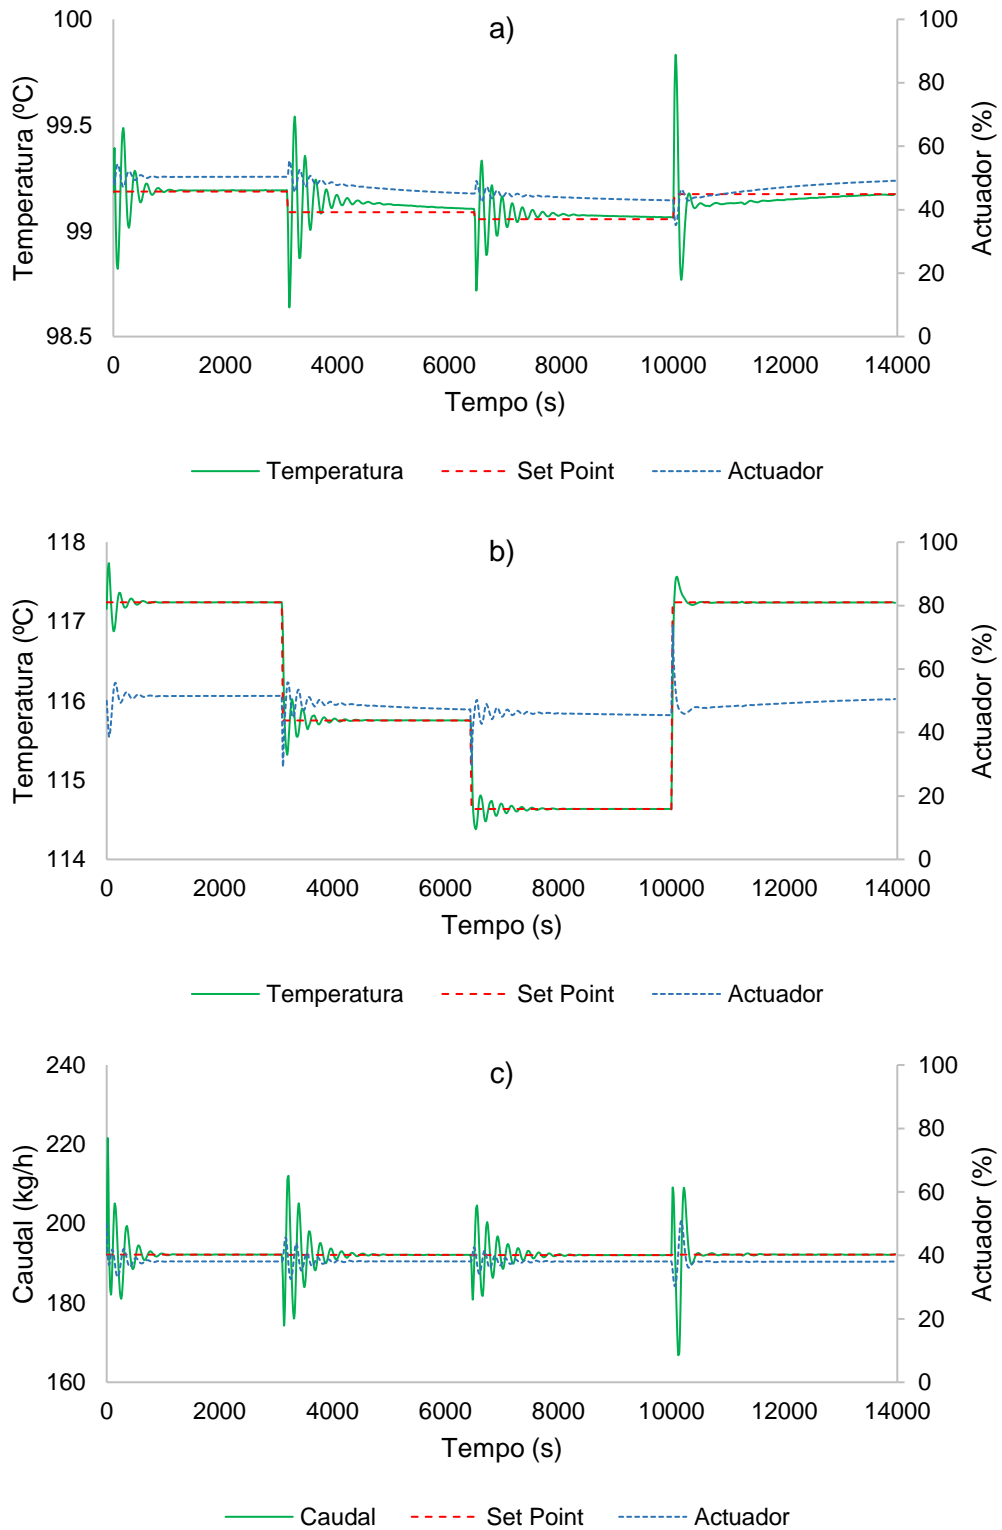 a)
100
99.5
99
98.5
Temperatura (ºC)
100
80
60
40
20
0
Actuador (%)
0 2000 4000 6000 8000 10000 12000 14000
Tempo (s)
Temperatura Set Point Actuador
b)
118
117
116
115
114
Temperatura (ºC)
100
80
60
40
20
0
Actuador (%)
0 2000 4000 6000 8000 10000 12000 14000
Tempo (s)
Temperatura Set Point Actuador
c)
240
220
200
180
160
Caudal (kg/h)
100
80
60
40
20
0
Actuador (%)
0 2000 4000 6000 8000 10000 12000 14000
Tempo (s)
Caudal Set Point Actuador